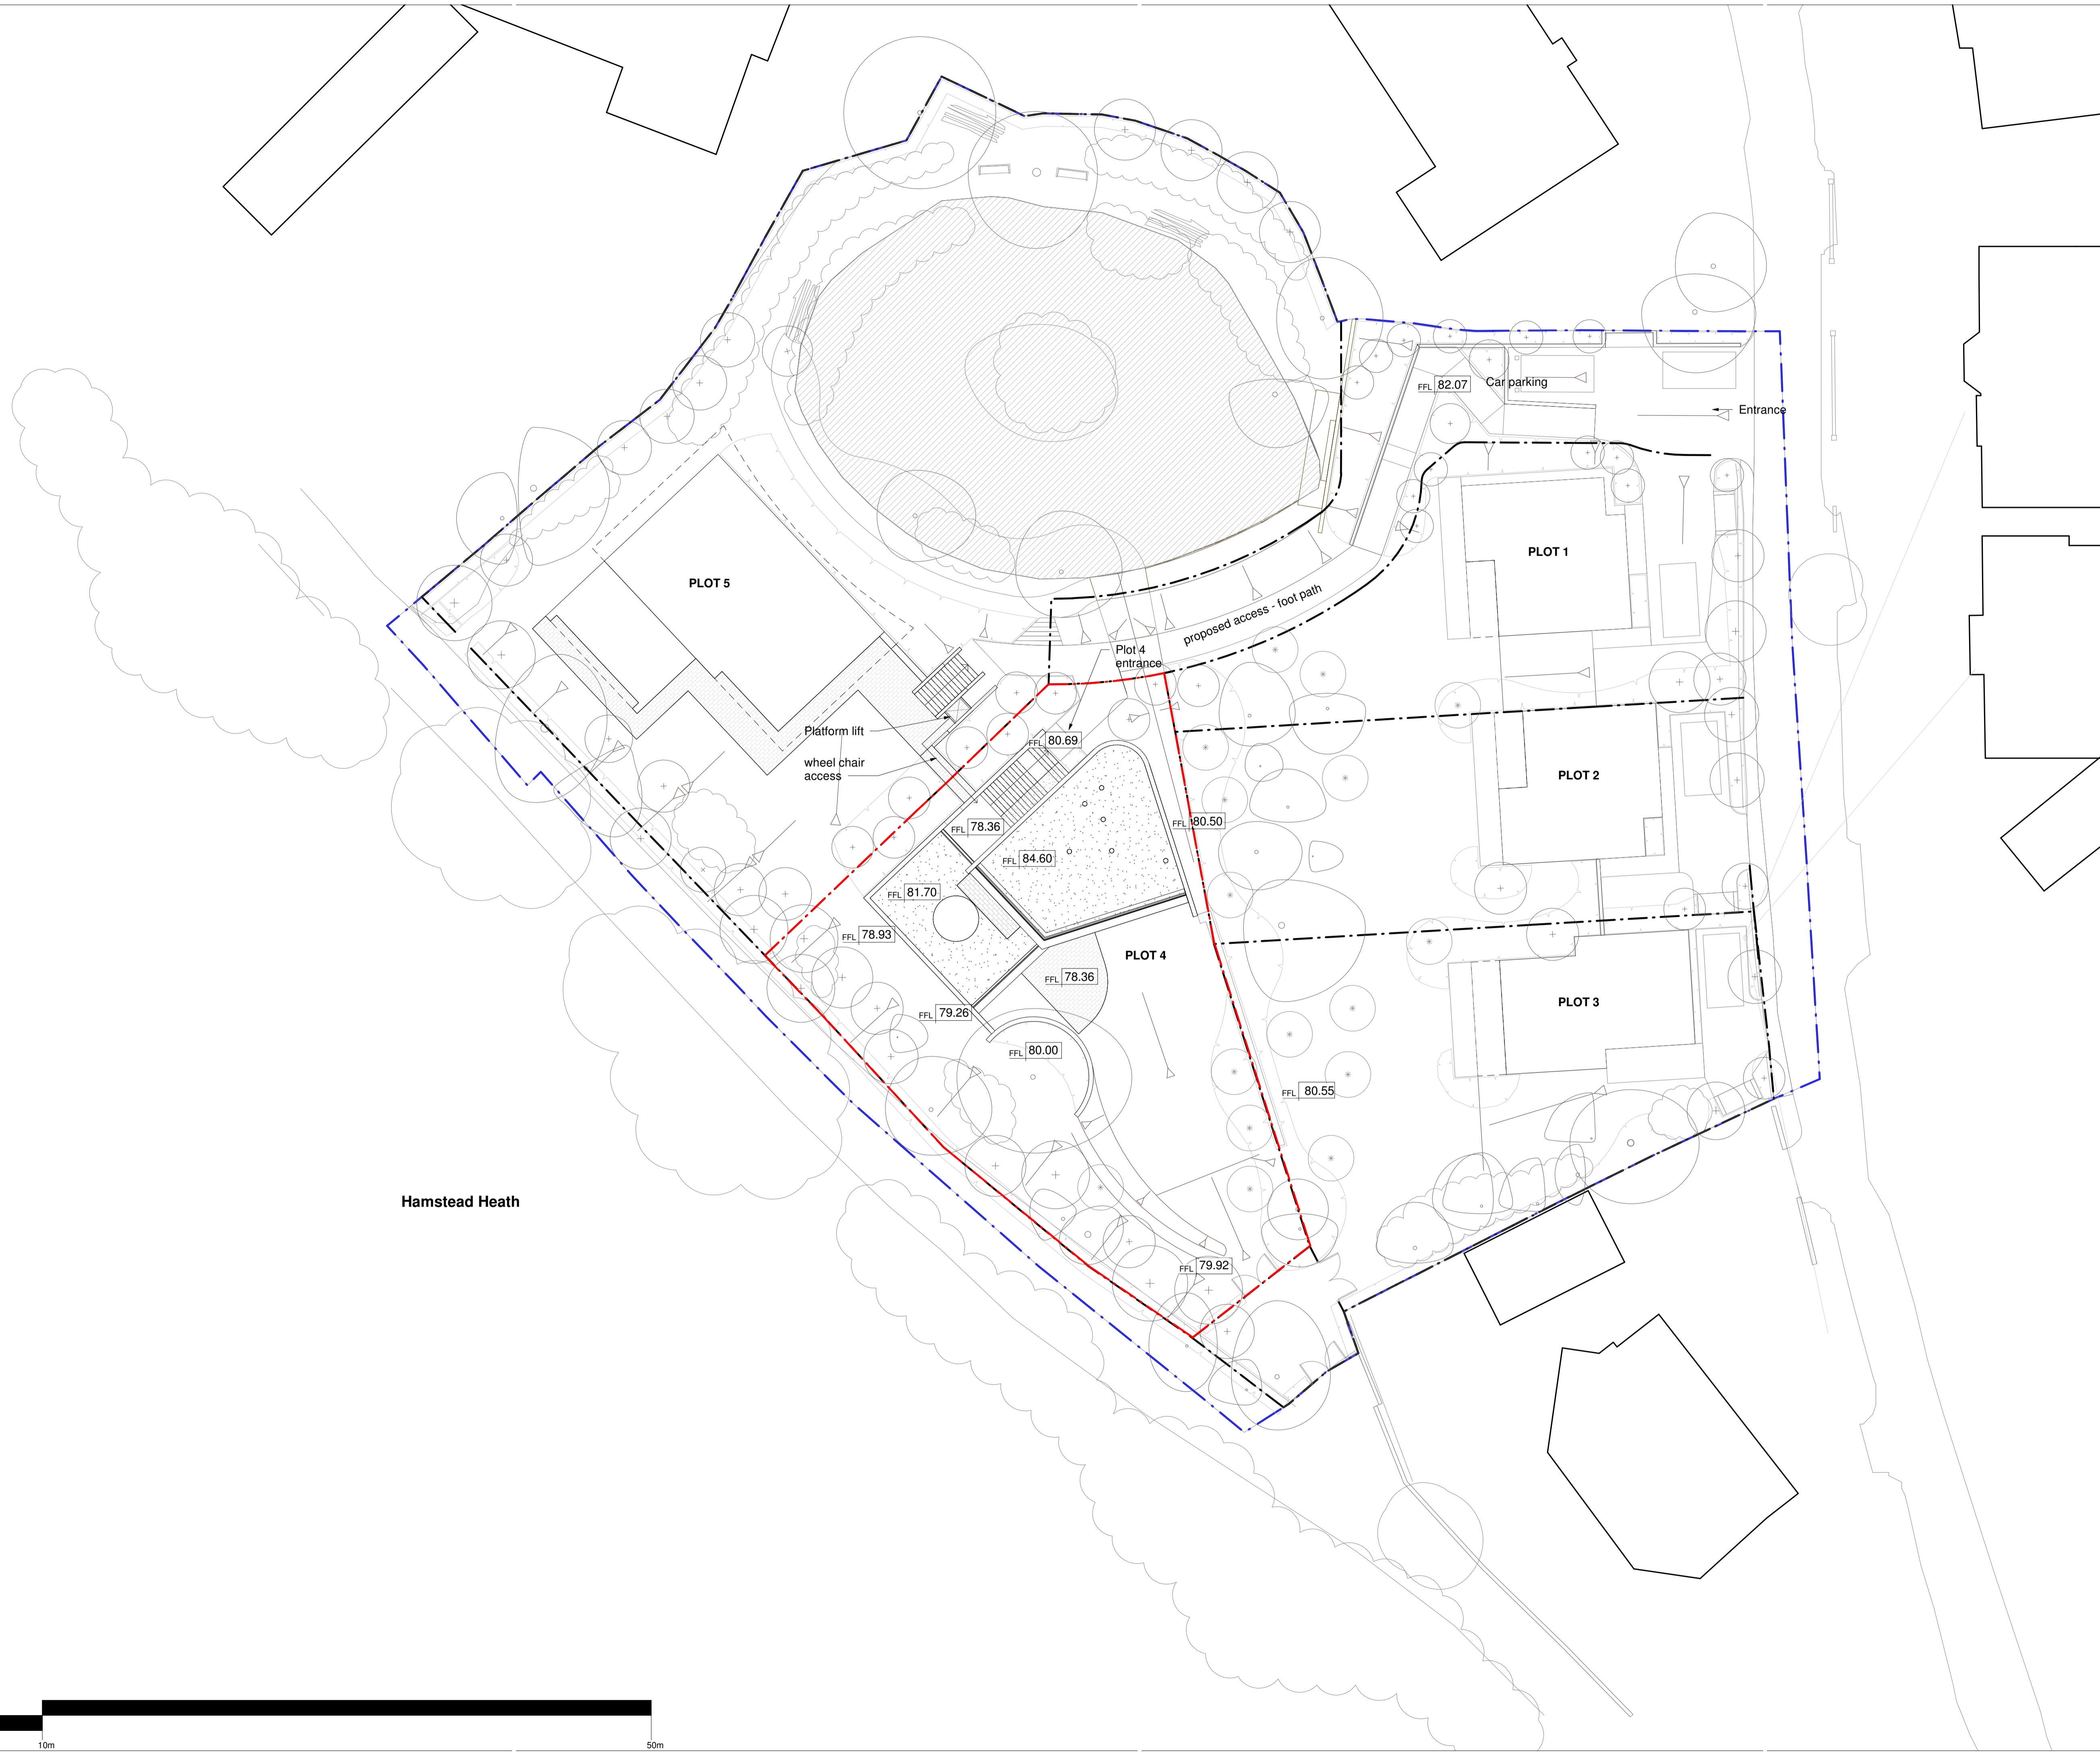 FFL 82.07
Car parking
Entrance
PLOT 1
PLOT 5
proposed access - foot path
Plot 4
entrance
Platform lift
FFL 80.69
wheel chair
access
PLOT 2
FFL 78.36
FFL 80.50
FFL 84.60
FFL 81.70
FFL 78.93
PLOT 4
FFL 78.36
PLOT 3
FFL 79.26
FFL 80.00
FFL 80.55
Hamstead Heath
FFL 79.92
10m
50m